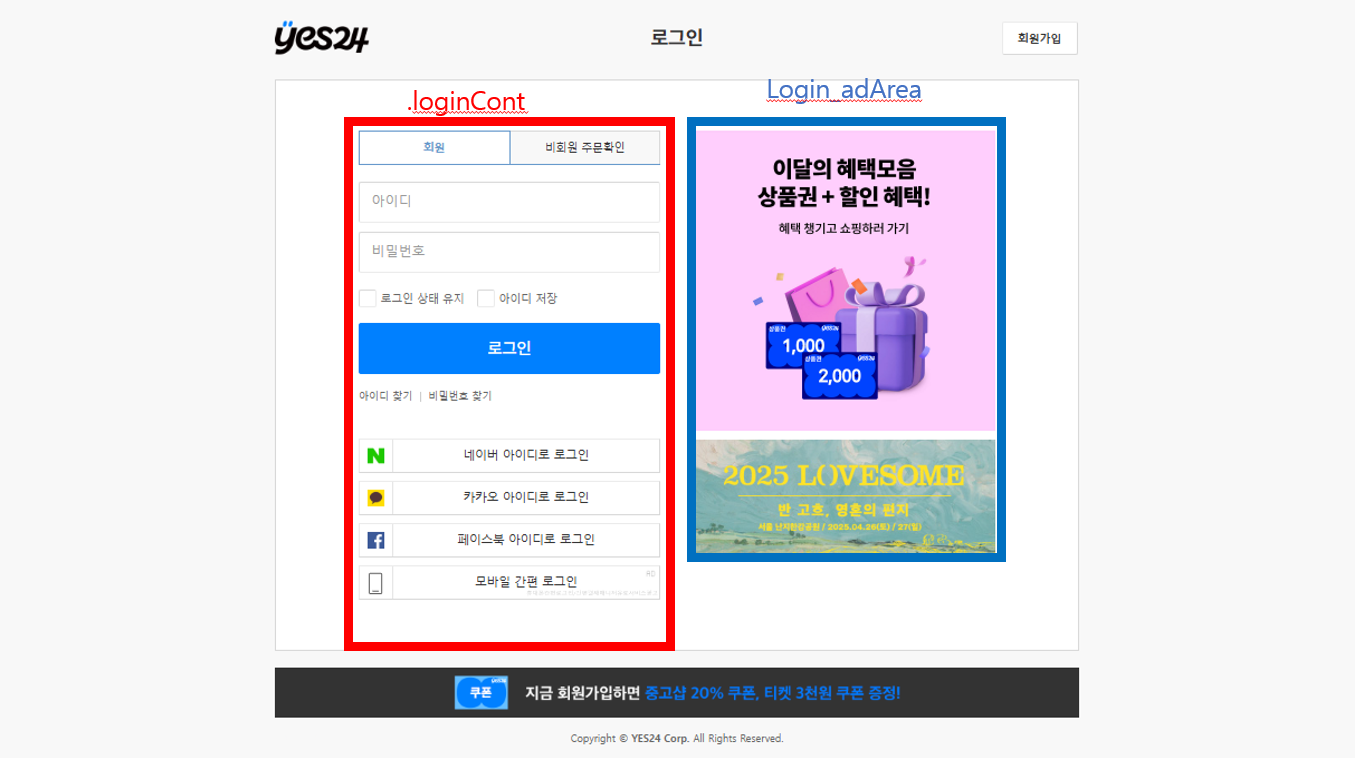 yes24
로그인
회원가입
.loginCont
Login_adArea
회원
비회원 주문확인
아이디
비밀번호
로그인 상태 유지
아이디 저장
로그인
아이디 찾기 | 비밀번호 찾기
네이버 아이디로 로그인
카카오 아이디로 로그인
페이스북 아이디로 로그인
모바일 간편 로그인
AD
이달의 혜택모음
상품권 + 할인 혜택!
혜택 챙기고 쇼핑하러 가기
상품권 yes24
1,000
상품권 yes24
2,000
2025 LOVESOME
반 고흐, 영혼의 편지
서울 난지한강공원 / 2025.04.26(토) / 27(일)
쿠폰
지금 회원가입하면 중고샵 20% 쿠폰, 티켓 3천원 쿠폰 증정!
Copyright © YES24 Corp. All Rights Reserved.